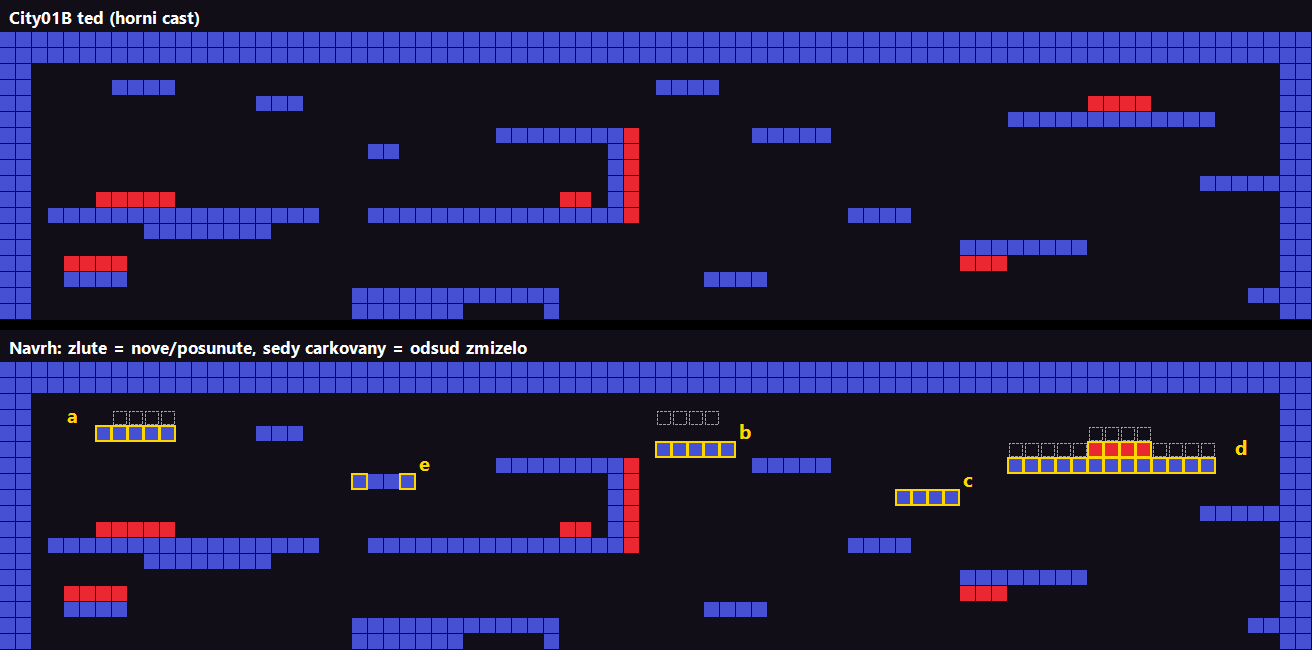 City01B ted (horni cast)
Navrh: zlute = nove/posunute, sedy carkovany = odsud zmizelo
a
b
d
e
c